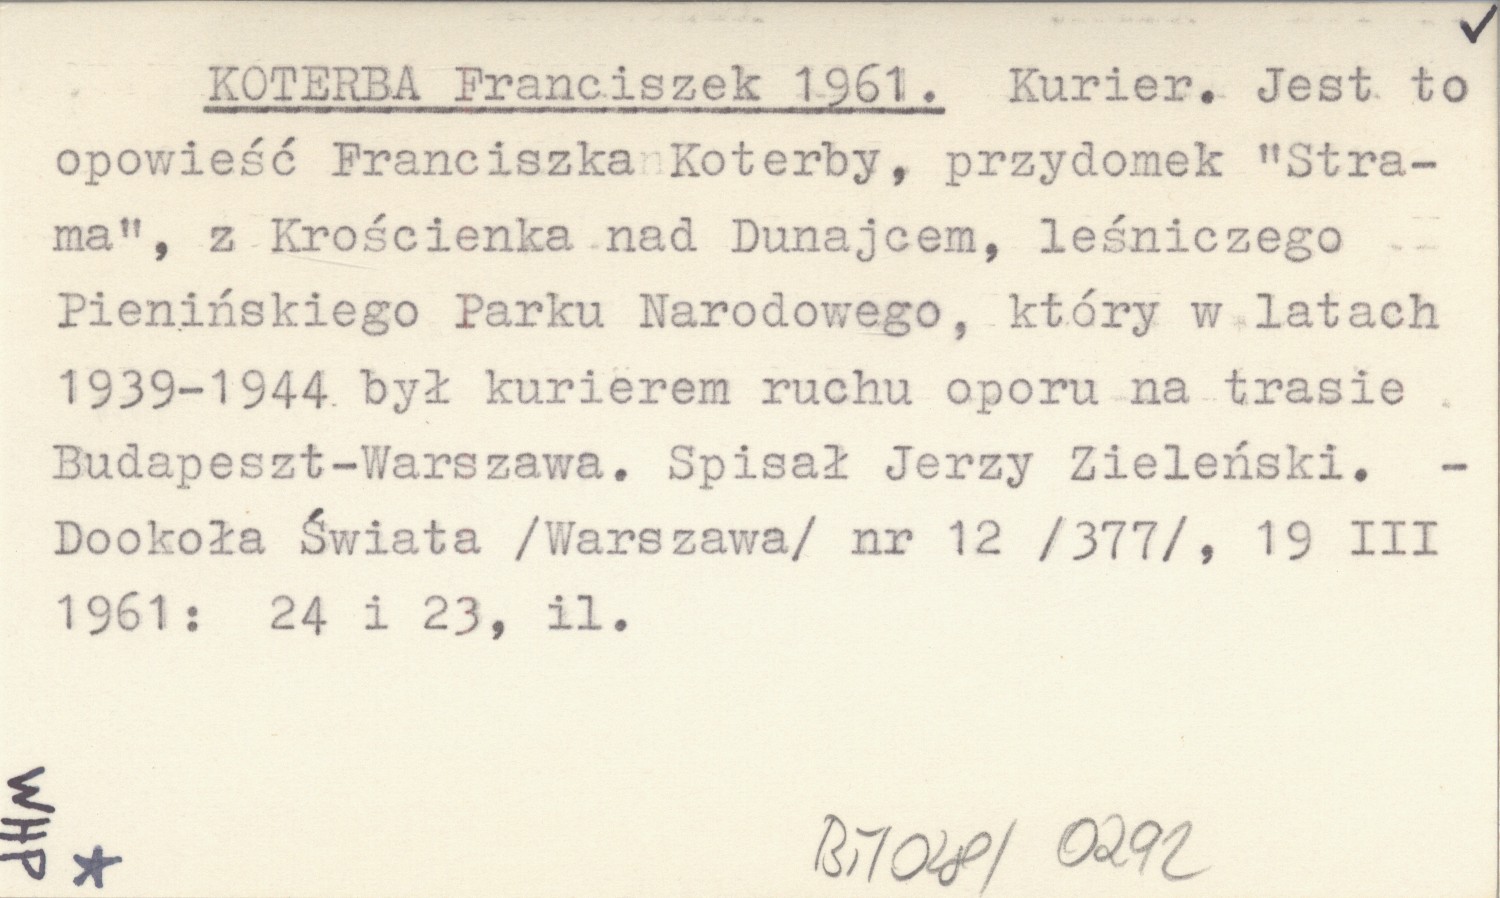 KOTERBA Franciszek 1961. Kurier. Jest to
opowieść Franciszka Koterby, przydomek "Stra-
ma", z Krościenka nad Dunajcem, leśniczego
Pienińskiego Parku Narodowego, który w latach
1939-1944 był kurierem ruchu oporu na trasie
Budapeszt-Warszawa. Spisał Jerzy Zieleński. -
Dookoła Świata /Warszawa/ nr 12 /377/, 19 III
1961: 24 i 23, il.
WHP
0292